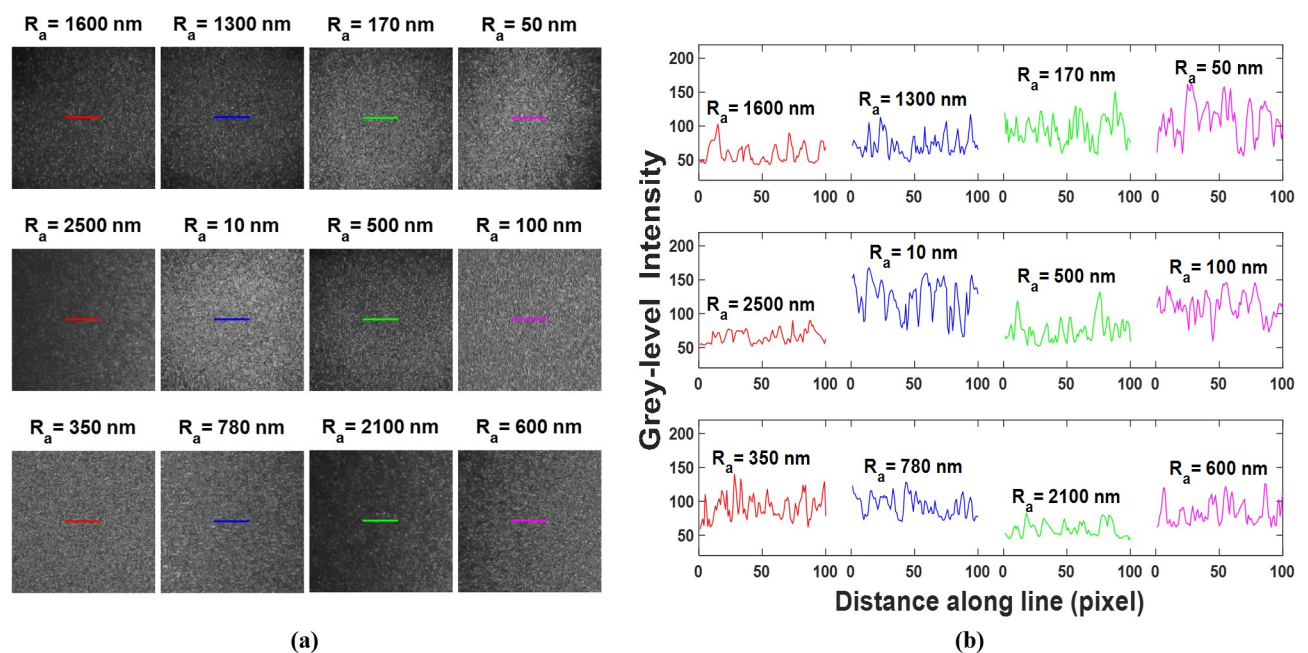 Ra= 1600 nm Ra= 1300 nm Ra= 170 nm Ra= 50 nm
Ra= 2500 nm Ra= 10 nm Ra= 500 nm Ra= 100 nm
Ra= 350 nm Ra= 780 nm Ra= 2100 nm Ra= 600 nm
(a)
Grey-level Intensity
200
150
100
50
Ra= 1600 nm Ra= 1300 nm Ra= 170 nm Ra= 50 nm
0 50 100 0 50 100 0 50 100 0 50 100
200
150
100
50
Ra= 2500 nm Ra= 10 nm Ra= 500 nm Ra= 100 nm
0 50 100 0 50 100 0 50 100 0 50 100
200
150
100
50
Ra= 350 nm Ra= 780 nm Ra= 2100 nm Ra= 600 nm
0 50 100 0 50 100 0 50 100 0 50 100
Distance along line (pixel)
(b)